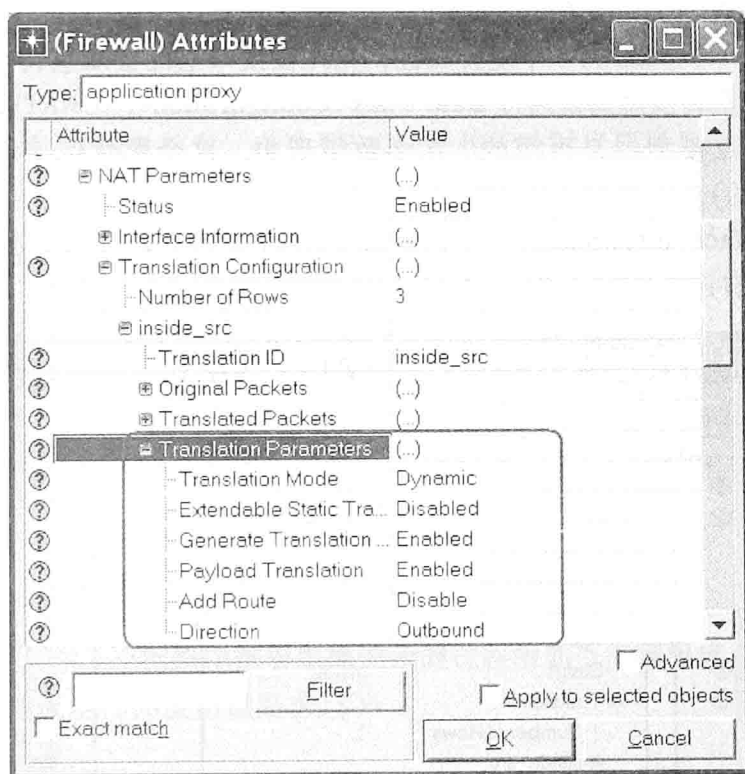 (Firewall) Attributes
Type: application proxy
Attribute Value
NAT Parameters (...)
Status Enabled
Interface Information (...)
Translation Configuration (...)
Number of Rows 3
inside_src
Translation ID inside_src
Original Packets (...)
Translated Packets (...)
Translation Parameters (...)
Translation Mode Dynamic
Extendable Static Tra... Disabled
Generate Translation ... Enabled
Payload Translation Enabled
Add Route Disable
Direction Outbound
Advanced
Filter
Apply to selected objects
Exact match
OK Cancel